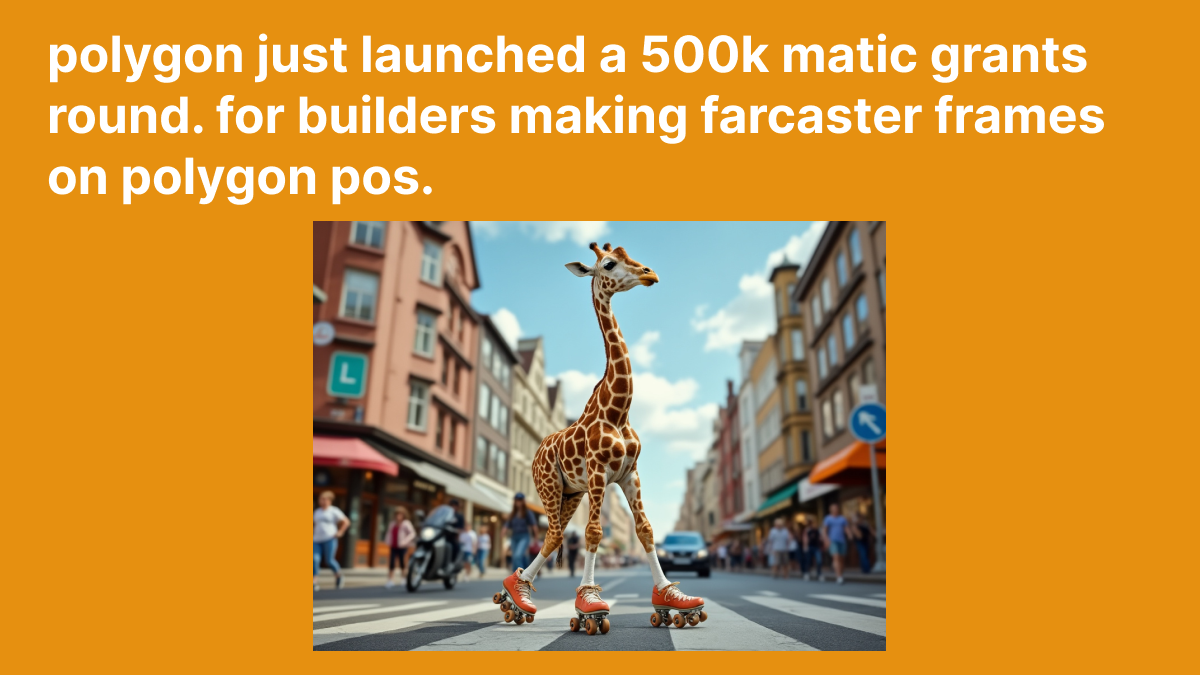 polygon just launched a 500k matic grants
round. for builders making farcaster frames
on polygon pos.
L